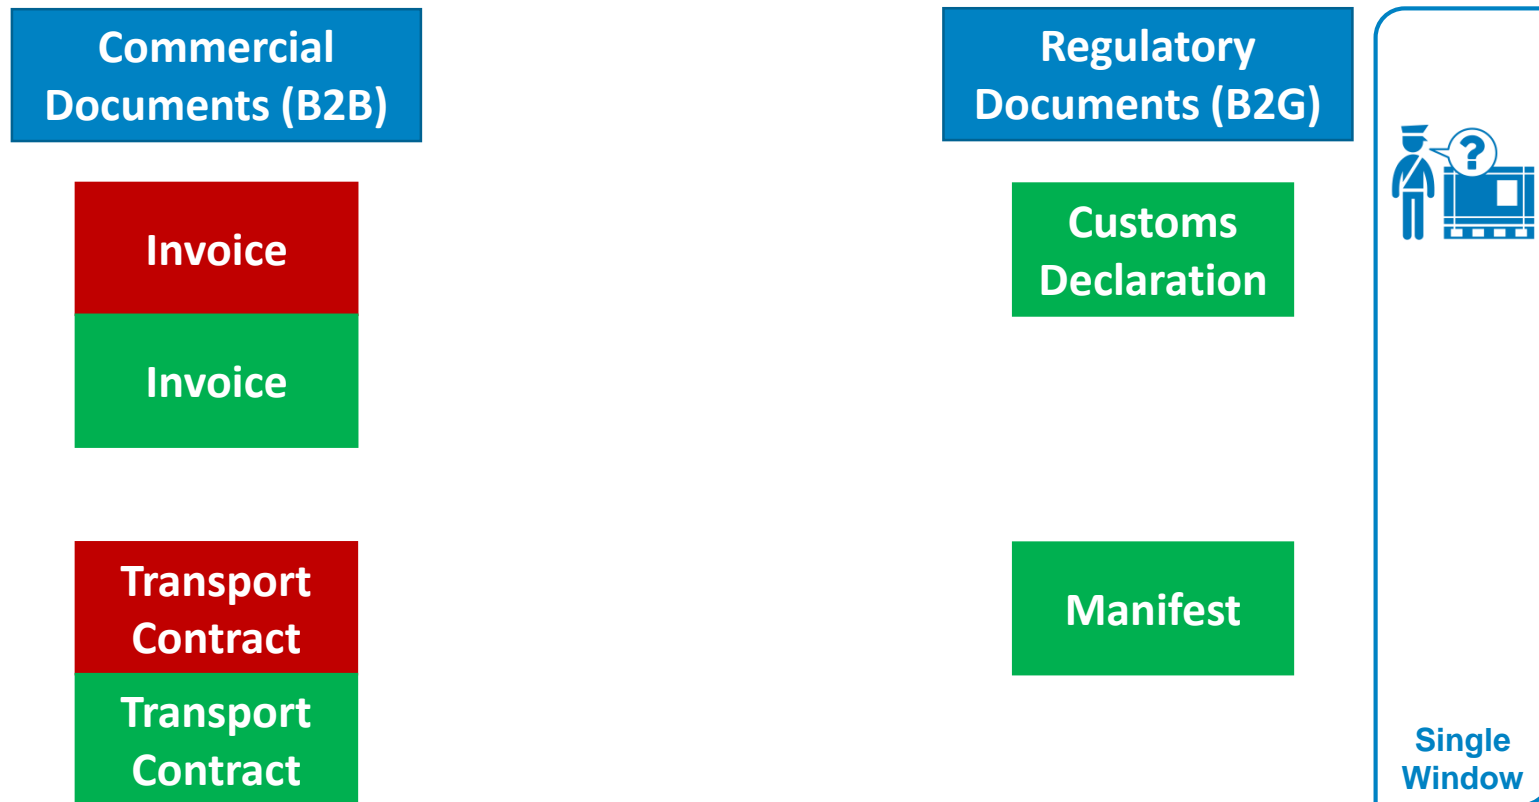 Commercial
Documents (B2B)
Regulatory
Documents (B2G)
?
Invoice
Customs
Declaration
Invoice
Transport
Contract
Manifest
Transport
Contract
Single
Window